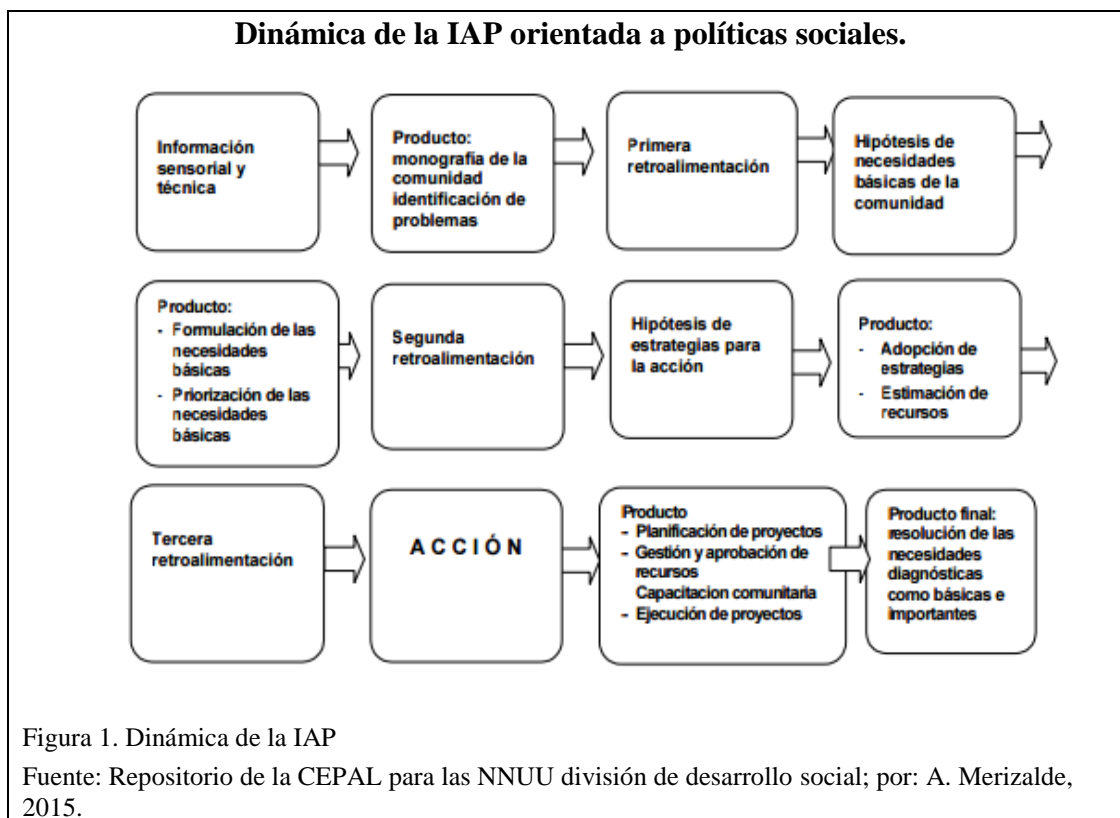 Dinámica de la IAP orientada a políticas sociales.
Información
sensorial y
técnica
Producto:
monografía de la
comunidad
identificación de
problemas
Primera
retroalimentación
Hipótesis de
necesidades
básicas de la
comunidad
Producto:
- Formulación de las
necesidades
básicas
- Priorización de las
necesidades
básicas
Segunda
retroalimentación
Hipótesis de
estrategias para
la acción
Producto:
- Adopción de
estrategias
- Estimación de
recursos
Tercera
retroalimentación
ACCIÓN
Producto
- Planificación de proyectos
- Gestión y aprobación de
recursos
Capacitacion comunitaria
- Ejecución de proyectos
Producto final:
resolución de las
necesidades
diagnósticas
como básicas e
importantes
Figura 1. Dinámica de la IAP
Fuente: Repositorio de la CEPAL para las NNUU división de desarrollo social; por: A. Merizalde,
2015.